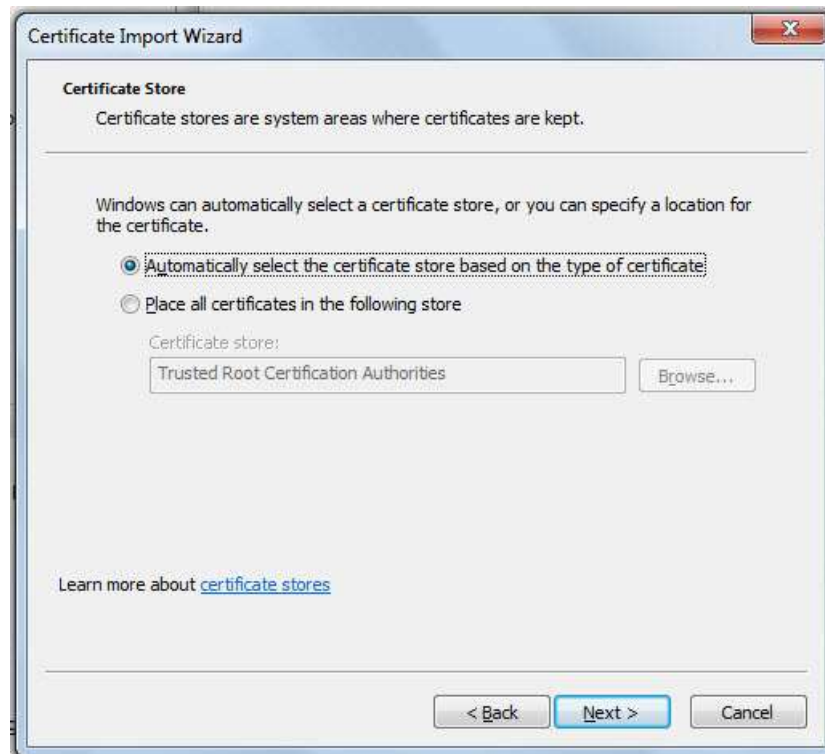 Certificate Import Wizard
Certificate Store
Certificate stores are system areas where certificates are kept.
Windows can automatically select a certificate store, or you can specify a location for
the certificate.
Automatically select the certificate store based on the type of certificate
Place all certificates in the following store
Certificate store:
Trusted Root Certification Authorities
Browse...
Learn more about certificate stores
< Back Next > Cancel